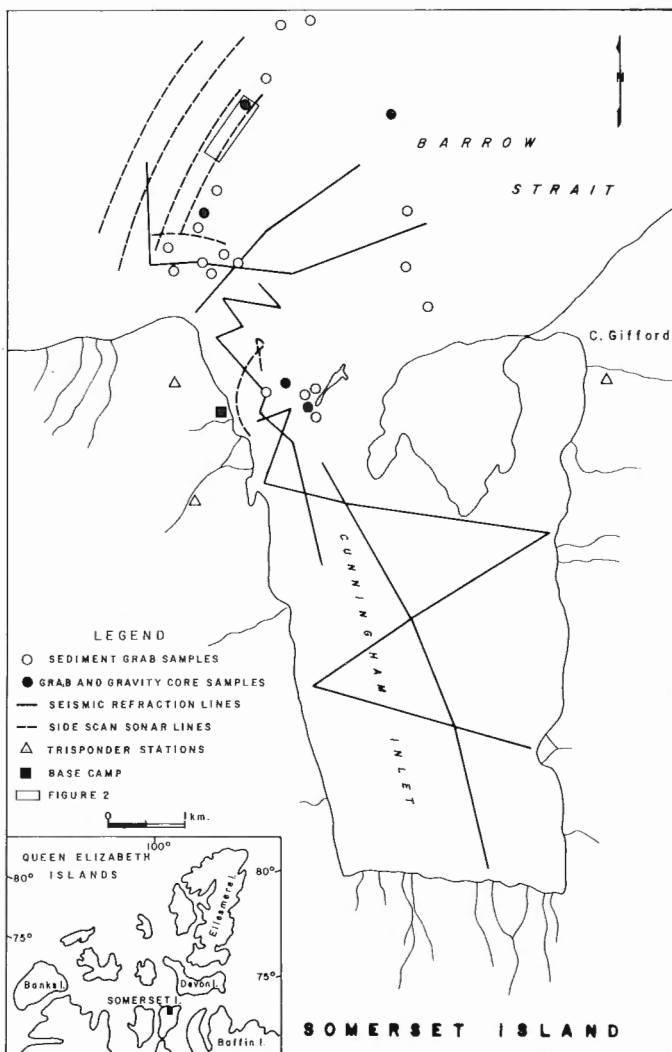 N
BARROW
STRAIT
C. Gifford
CUNNINGHAM
INLET
LEGEND
SEDIMENT GRAB SAMPLES
GRAB AND GRAVITY CORE SAMPLES
SEISMIC REFRACTION LINES
SIDE SCAN SONAR LINES
TRISPONDER STATIONS
BASE CAMP
FIGURE 2
0 1 km.
100°
QUEEN ELIZABETH
ISLANDS
80° 80°
Ellesmere I.
75° 75°
Banks I. Devon I.
SOMERSET I.
Baffin I.
SOMERSET ISLAND